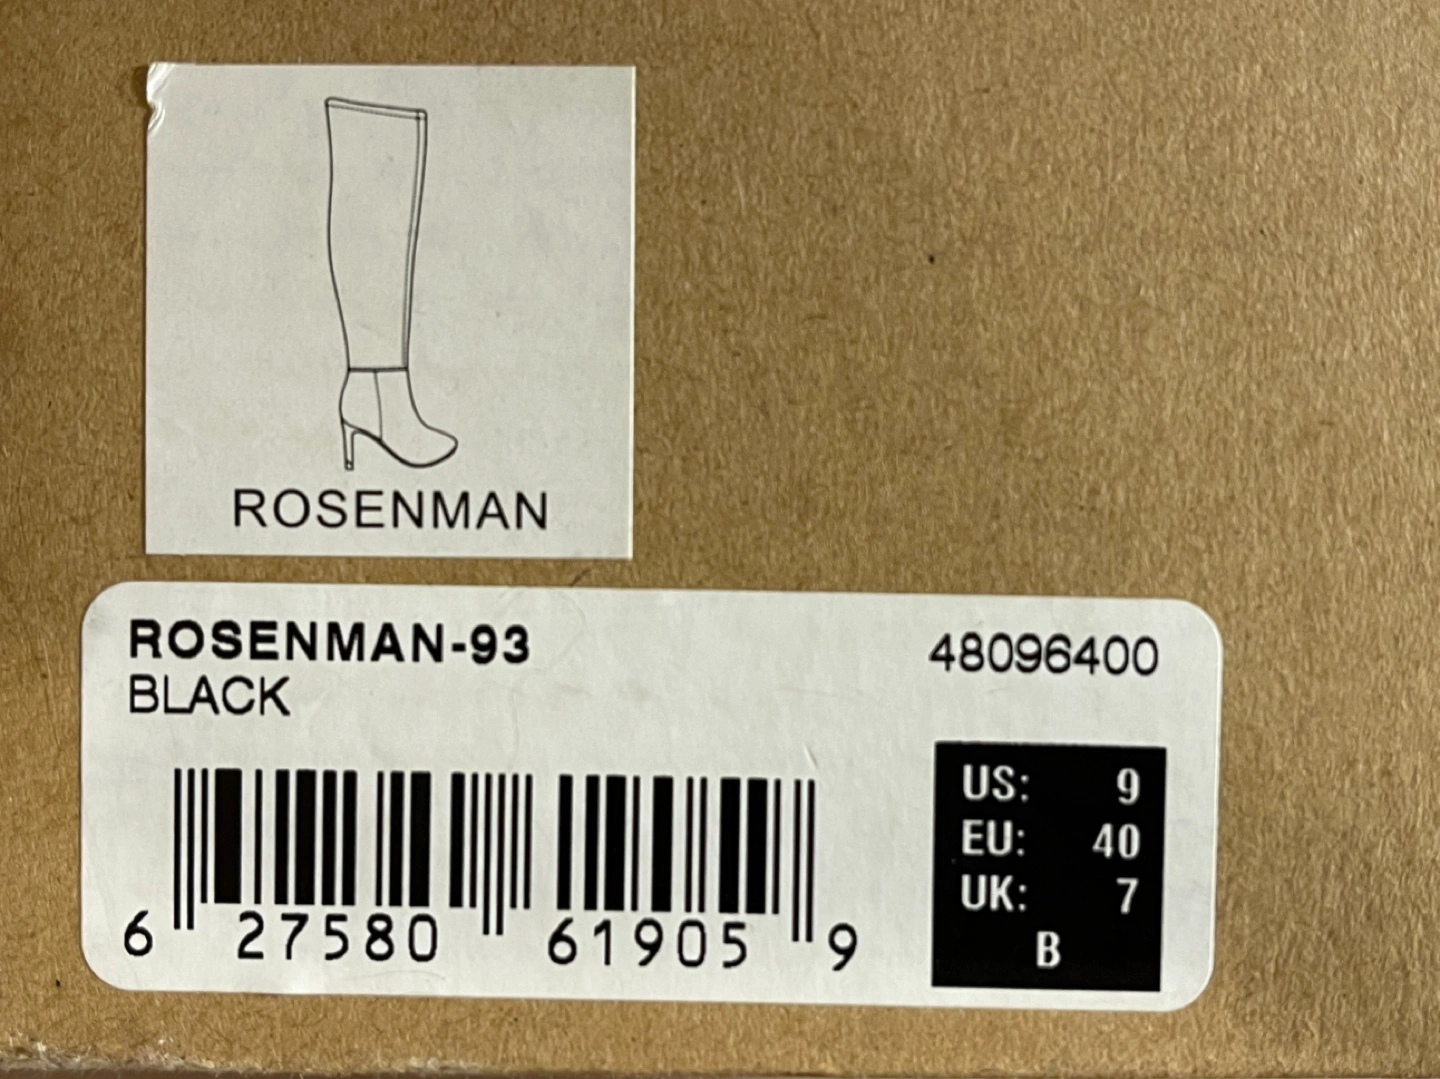 ROSENMAN
ROSENMAN-93
48096400
BLACK
US: 9
EU: 40
UK: 7
B
6 27580 61905 9